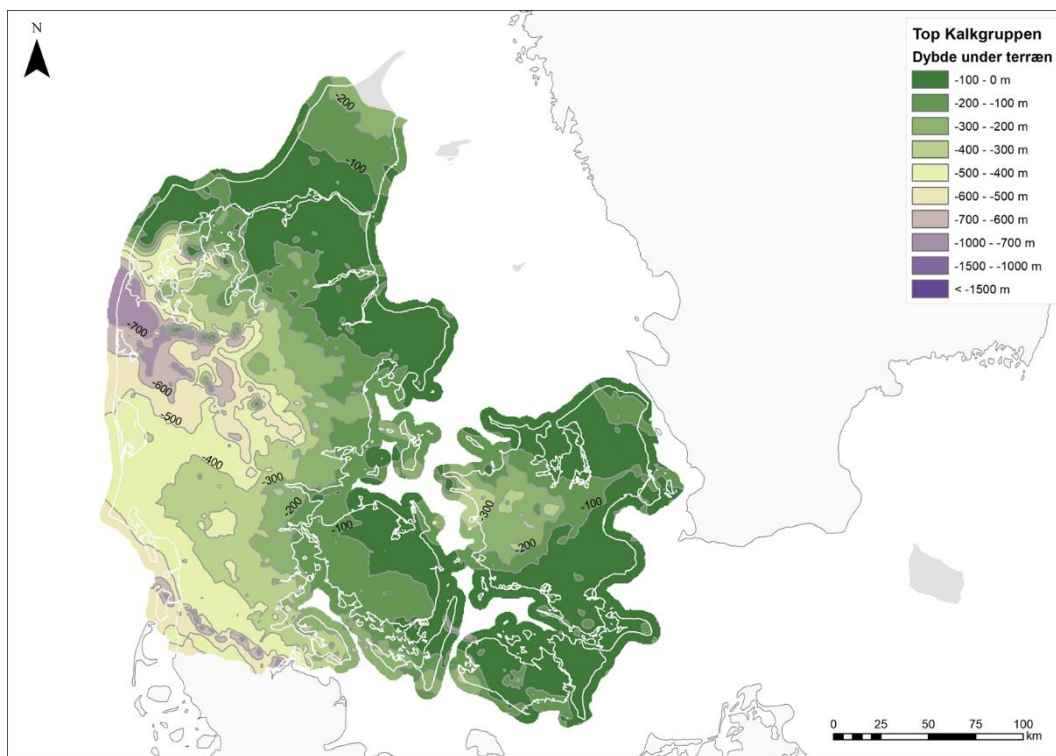 N
Top Kalkgruppen
Dybde under terræn
-100 - 0 m
-200 - -100 m
-300 - -200 m
-400 - -300 m
-500 - -400 m
-600 - -500 m
-700 - -600 m
-1000 - -700 m
-1500 - -1000 m
< -1500 m
-200
-100
-700
-600
-500
-400
-300
-200
-100
-300
-200
-100
0 25 50 75 100
km